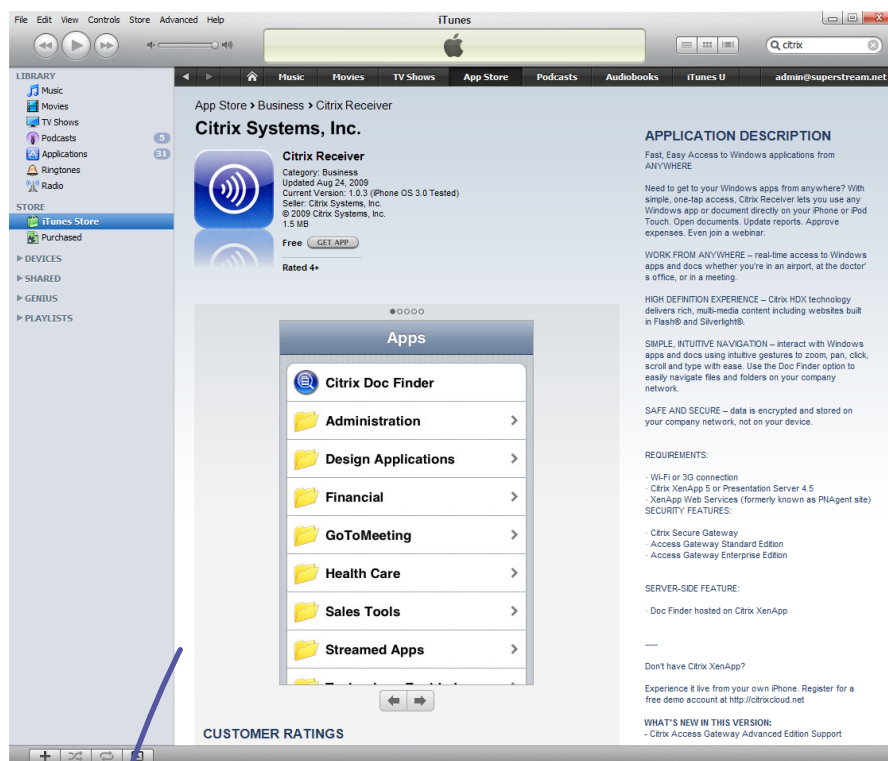 File Edit View Controls Store Advanced Help
iTunes
citrix
LIBRARY
Music
Movies
TV Shows
Podcasts 5
Applications 31
Ringtones
Radio
STORE
iTunes Store
Purchased
DEVICES
SHARED
GENIUS
PLAYLISTS
Music Movies TV Shows App Store Podcasts Audiobooks iTunes U admin@superstream.net
App Store > Business > Citrix Receiver
Citrix Systems, Inc.
Citrix Receiver
Category: Business
Updated Aug 24, 2009
Current Version: 1.0.3 (iPhone OS 3.0 Tested)
Seller: Citrix Systems, Inc.
© 2009 Citrix Systems, Inc.
1.5 MB
Free GET APP
Rated 4+
Apps
Citrix Doc Finder
Administration
Design Applications
Financial
GoToMeeting
Health Care
Sales Tools
Streamed Apps
CUSTOMER RATINGS
APPLICATION DESCRIPTION
Fast, Easy Access to Windows applications from
ANYWHERE
Need to get to your Windows apps from anywhere? With
simple, one-tap access, Citrix Receiver lets you use any
Windows app or document directly on your iPhone or iPod
Touch. Open documents. Update reports. Approve
expenses. Even join a webinar.
WORK FROM ANYWHERE – real-time access to Windows
apps and docs whether you're in an airport, at the doctor'
s office, or in a meeting.
HIGH DEFINITION EXPERIENCE – Citrix HDX technology
delivers rich, multi-media content including websites built
in Flash® and Silverlight®.
SIMPLE, INTUITIVE NAVIGATION – interact with Windows
apps and docs using intuitive gestures to zoom, pan, click,
scroll and type with ease. Use the Doc Finder option to
easily navigate files and folders on your company
network.
SAFE AND SECURE – data is encrypted and stored on
your company network, not on your device.
REQUIREMENTS:
- Wi-Fi or 3G connection
- Citrix XenApp 5 or Presentation Server 4.5
- XenApp Web Services (formerly known as PNAgent site)
SECURITY FEATURES:
- Citrix Secure Gateway
- Access Gateway Standard Edition
- Access Gateway Enterprise Edition
SERVER-SIDE FEATURE:
- Doc Finder hosted on Citrix XenApp
----
Don't have Citrix XenApp?
Experience it live from your own iPhone. Register for a
free demo account at http://citrixcloud.net
WHAT'S NEW IN THIS VERSION:
- Citrix Access Gateway Advanced Edition Support